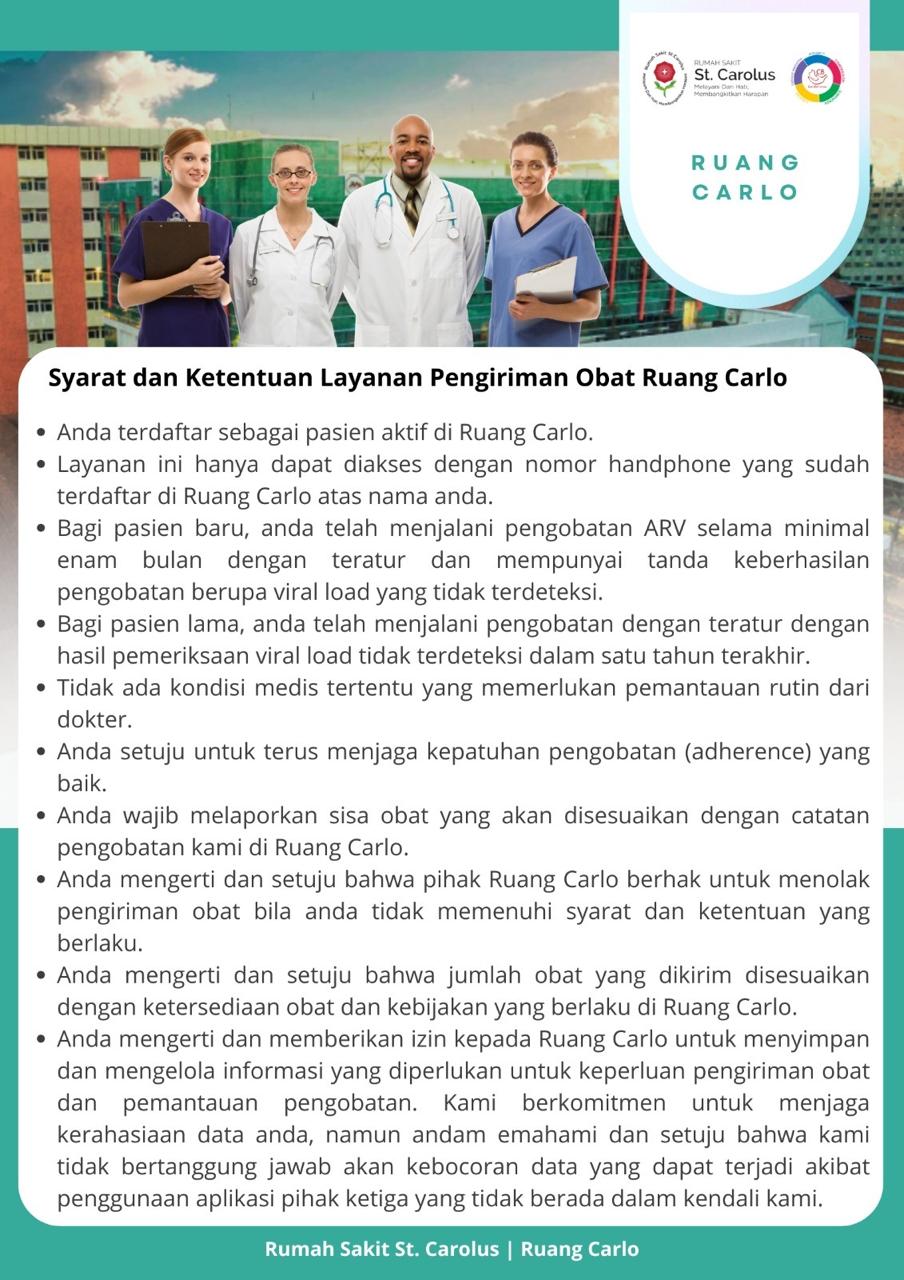 RUMAH SAKIT
St. Carolus
Melayani Dari Hati,
Membangkitkan Harapan
RUANG
CARLO
Syarat dan Ketentuan Layanan Pengiriman Obat Ruang Carlo
• Anda terdaftar sebagai pasien aktif di Ruang Carlo.
• Layanan ini hanya dapat diakses dengan nomor handphone yang sudah
terdaftar di Ruang Carlo atas nama anda.
• Bagi pasien baru, anda telah menjalani pengobatan ARV selama minimal
enam bulan dengan teratur dan mempunyai tanda keberhasilan
pengobatan berupa viral load yang tidak terdeteksi.
• Bagi pasien lama, anda telah menjalani pengobatan dengan teratur dengan
hasil pemeriksaan viral load tidak terdeteksi dalam satu tahun terakhir.
• Tidak ada kondisi medis tertentu yang memerlukan pemantauan rutin dari
dokter.
• Anda setuju untuk terus menjaga kepatuhan pengobatan (adherence) yang
baik.
• Anda wajib melaporkan sisa obat yang akan disesuaikan dengan catatan
pengobatan kami di Ruang Carlo.
• Anda mengerti dan setuju bahwa pihak Ruang Carlo berhak untuk menolak
pengiriman obat bila anda tidak memenuhi syarat dan ketentuan yang
berlaku.
• Anda mengerti dan setuju bahwa jumlah obat yang dikirim disesuaikan
dengan ketersediaan obat dan kebijakan yang berlaku di Ruang Carlo.
• Anda mengerti dan memberikan izin kepada Ruang Carlo untuk menyimpan
dan mengelola informasi yang diperlukan untuk keperluan pengiriman obat
dan pemantauan pengobatan. Kami berkomitmen untuk menjaga
kerahasiaan data anda, namun andam emahami dan setuju bahwa kami
tidak bertanggung jawab akan kebocoran data yang dapat terjadi akibat
penggunaan aplikasi pihak ketiga yang tidak berada dalam kendali kami.
Rumah Sakit St. Carolus | Ruang Carlo